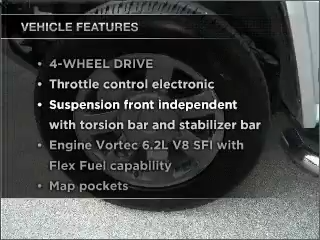 VEHICLE FEATURES
• 4-WHEEL DRIVE
• Throttle control electronic
• Suspension front independent
with torsion bar and stabilizer bar
• Engine Vortec 6.2L V8 SFI with
Flex Fuel capability
• Map pockets